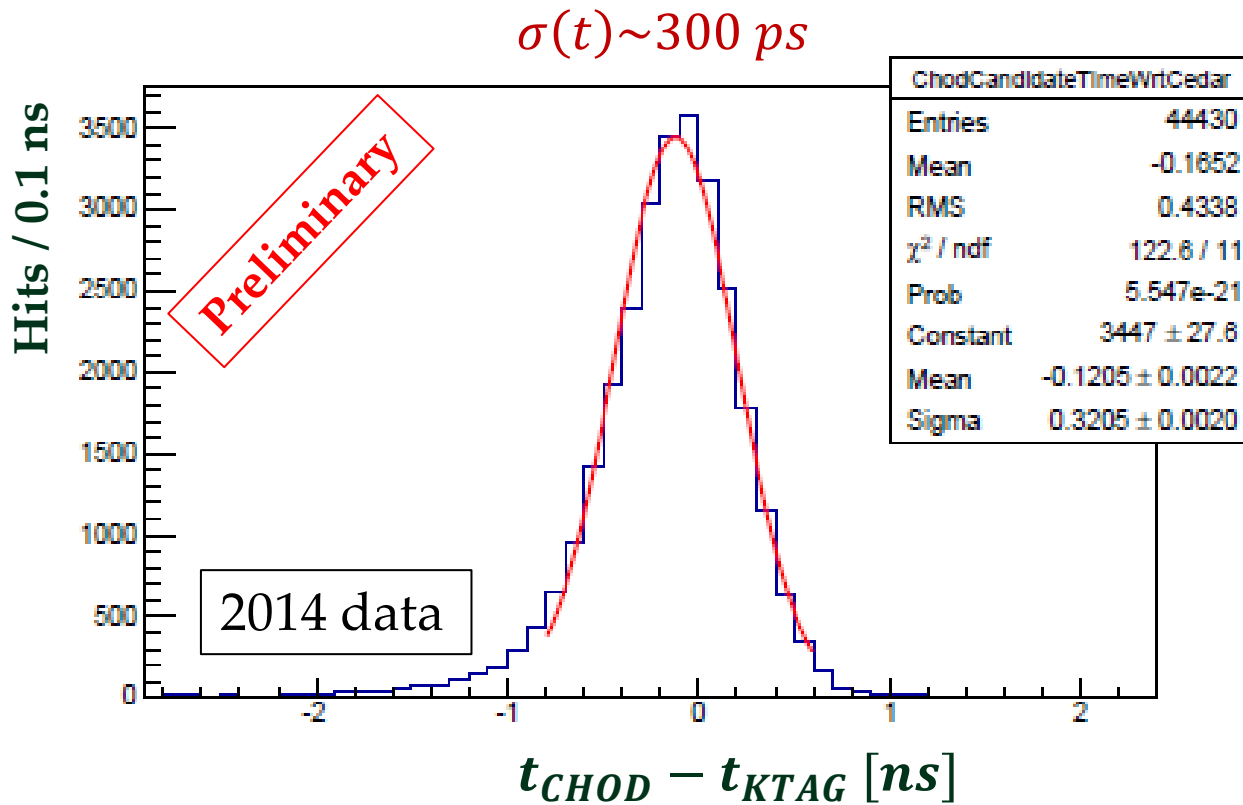 σ(t)~300 ps
ChodCandidateTimeWrtCedar
Entries 44430
Mean -0.1652
RMS 0.4338
χ² / ndf 122.6 / 11
Prob 5.547e-21
Constant 3447 ± 27.6
Mean -0.1205 ± 0.0022
Sigma 0.3205 ± 0.0020
Hits / 0.1 ns
3500
3000
2500
2000
1500
1000
500
0
Preliminary
2014 data
-2 -1 0 1 2
t_CHOD − t_KTAG [ns]